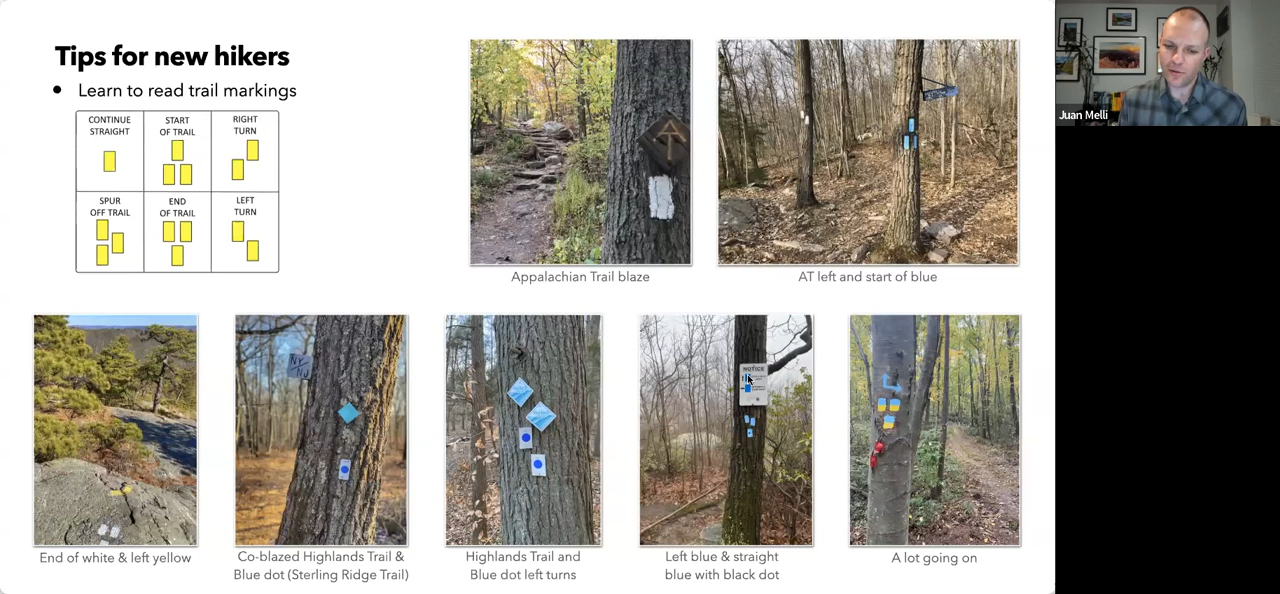 Tips for new hikers
Learn to read trail markings
CONTINUE
STRAIGHT
START
OF TRAIL
RIGHT
TURN
SPUR
OFF TRAIL
END
OF TRAIL
LEFT
TURN
Appalachian Trail blaze
AT left and start of blue
NY
NJ
NOTICE
End of white & left yellow
Co-blazed Highlands Trail &
Blue dot (Sterling Ridge Trail)
Highlands Trail and
Blue dot left turns
Left blue & straight
blue with black dot
A lot going on
Juan Melli